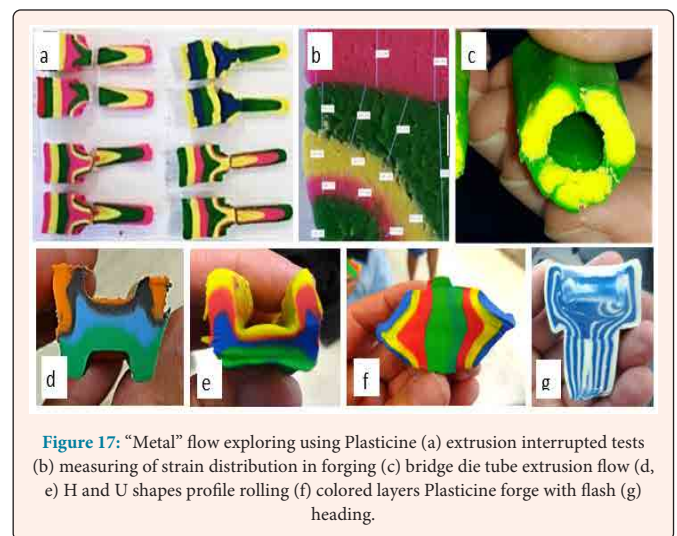 a
b
c
d
e
f
g
Figure 17: “Metal” flow exploring using Plasticine (a) extrusion interrupted tests
(b) measuring of strain distribution in forging (c) bridge die tube extrusion flow (d,
e) H and U shapes profile rolling (f) colored layers Plasticine forge with flash (g)
heading.